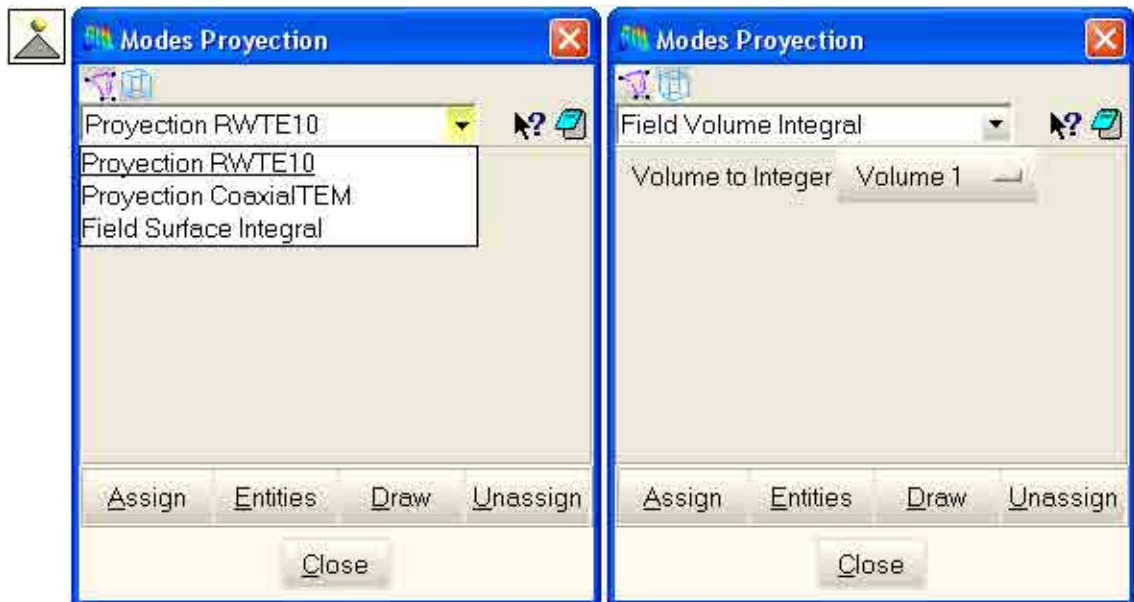 Modes Proyection
Proyection RWTE10
Proyection RWTE10
Proyection CoaxialTEM
Field Surface Integral
Assign Entities Draw Unassign
Close
Modes Proyection
Field Volume Integral
Volume to Integer Volume 1
Assign Entities Draw Unassign
Close